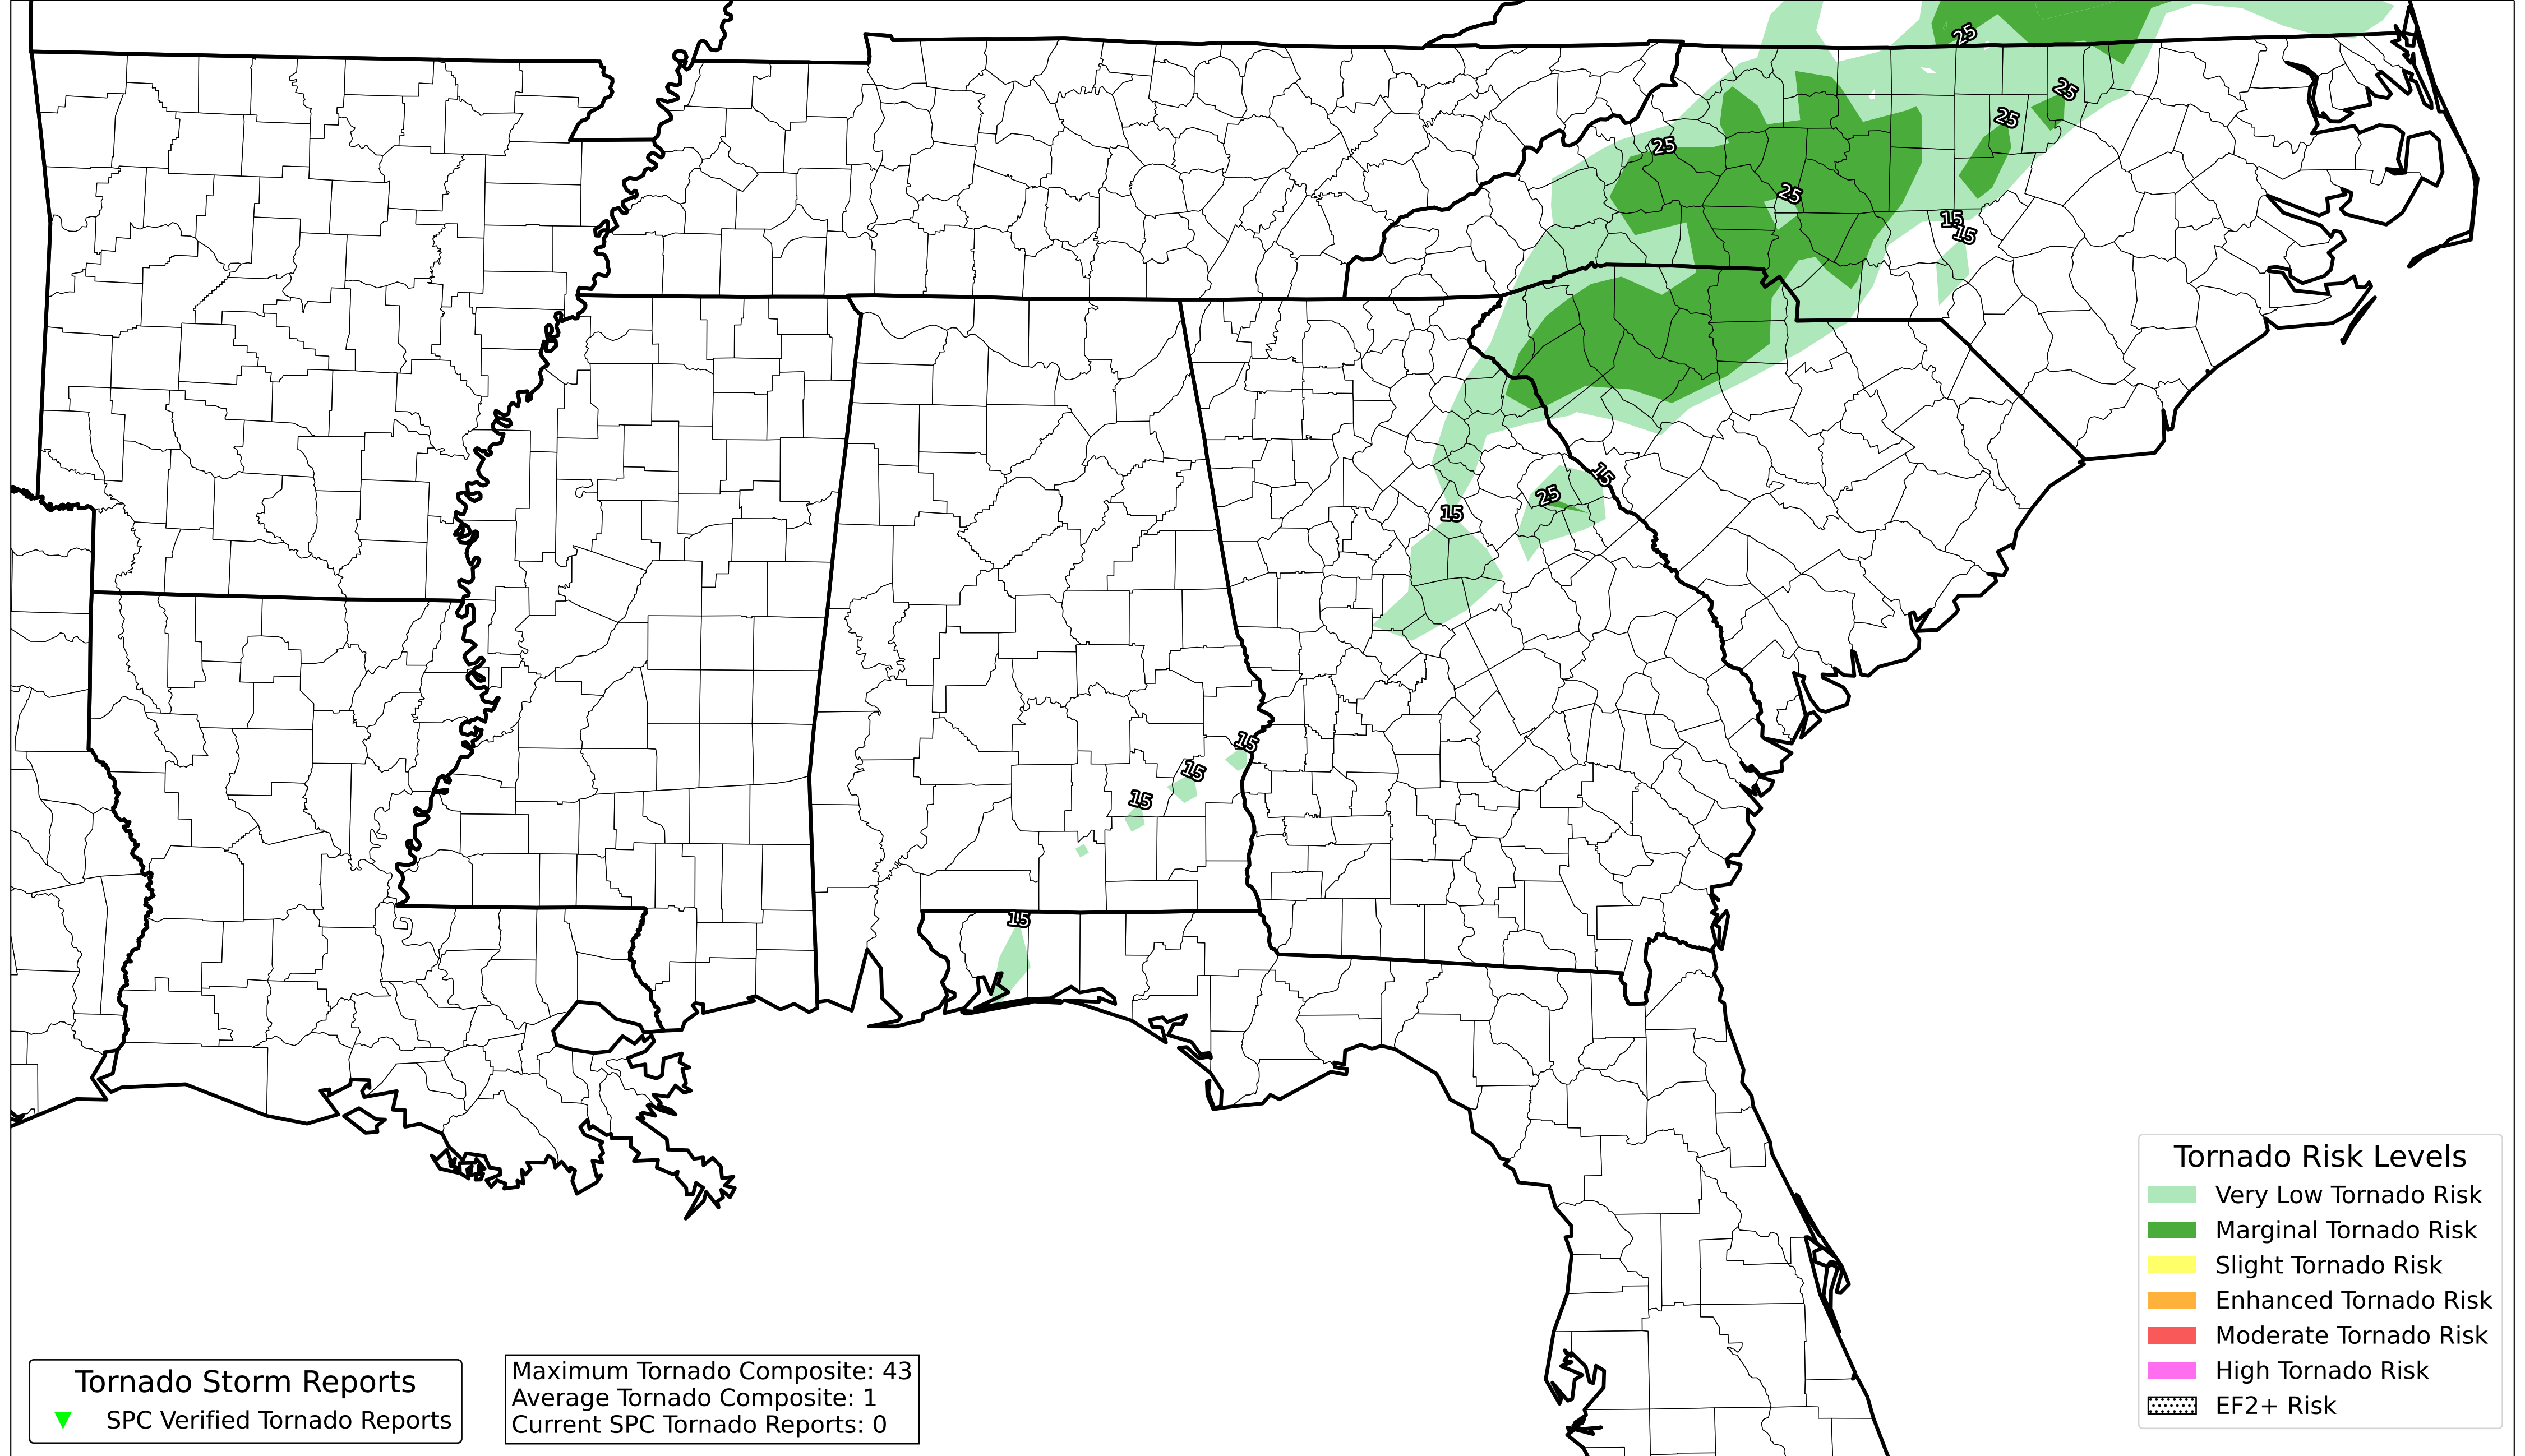 25
25
25
25
25
15
15
15
25
15
15
15
15
15
Tornado Risk Levels
Very Low Tornado Risk
Marginal Tornado Risk
Slight Tornado Risk
Enhanced Tornado Risk
Moderate Tornado Risk
High Tornado Risk
EF2+ Risk
Tornado Storm Reports
SPC Verified Tornado Reports
Maximum Tornado Composite: 43
Average Tornado Composite: 1
Current SPC Tornado Reports: 0